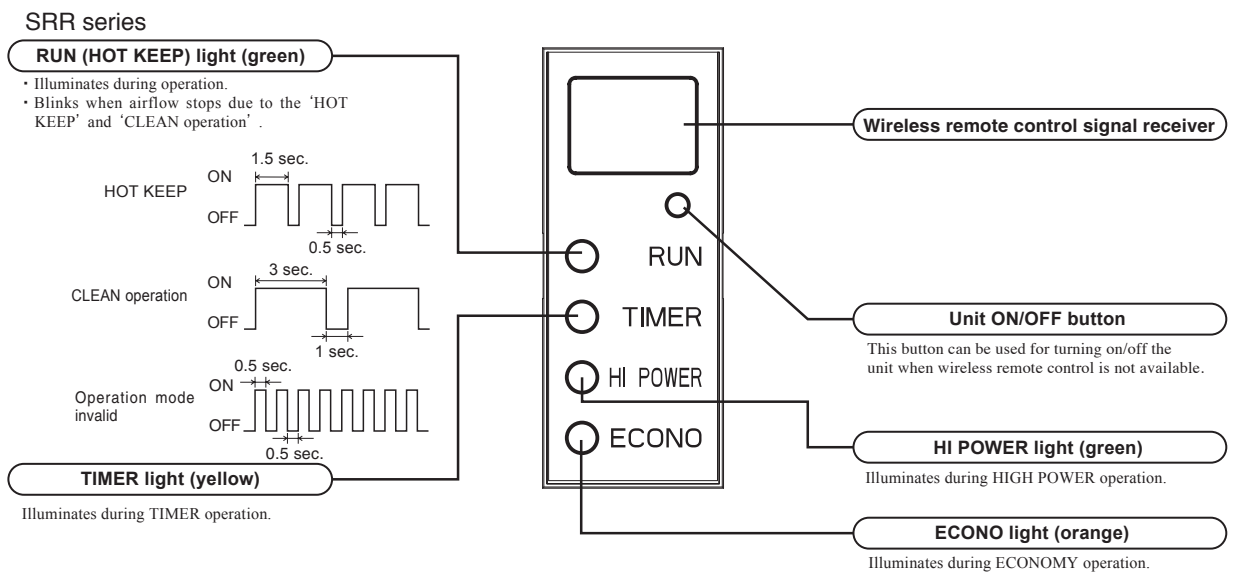 SRR series
RUN (HOT KEEP) light (green)
・Illuminates during operation.
・Blinks when airflow stops due to the ‘HOT
KEEP’ and ‘CLEAN operation’ .
HOT KEEP
ON
OFF
1.5 sec.
0.5 sec.
CLEAN operation
ON
OFF
3 sec.
1 sec.
Operation mode
invalid
ON
OFF
0.5 sec.
0.5 sec.
TIMER light (yellow)
Illuminates during TIMER operation.
RUN
TIMER
HI POWER
ECONO
Wireless remote control signal receiver
Unit ON/OFF button
This button can be used for turning on/off the
unit when wireless remote control is not available.
HI POWER light (green)
Illuminates during HIGH POWER operation.
ECONO light (orange)
Illuminates during ECONOMY operation.